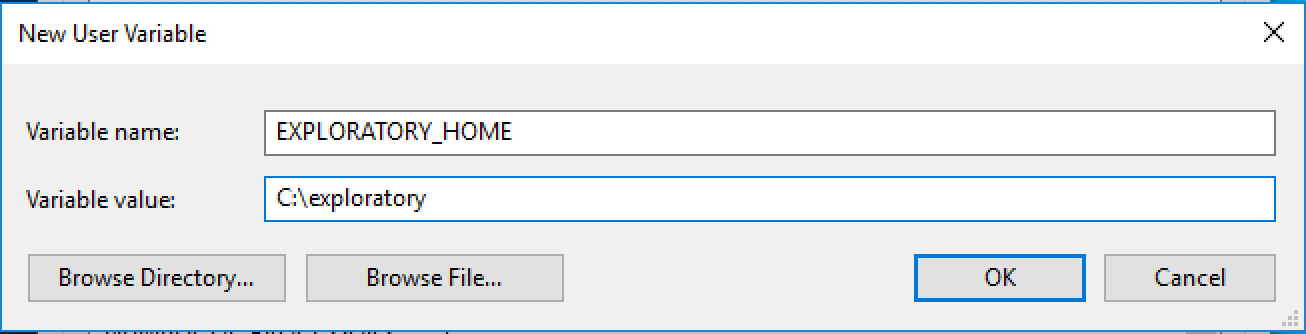 New User Variable
Variable name: EXPLORATORY_HOME
Variable value: C:\exploratory
Browse Directory... Browse File... OK Cancel